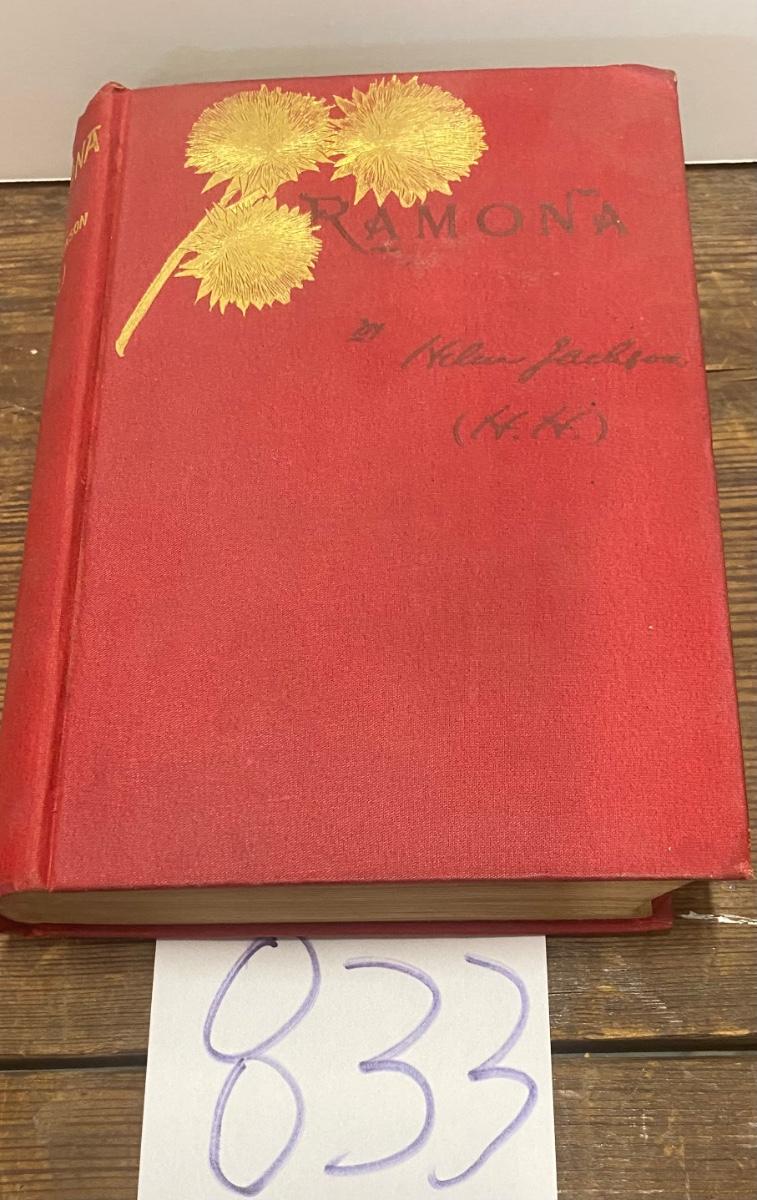 RAMONA
BY
Helen Jackson
(H. H.)
833